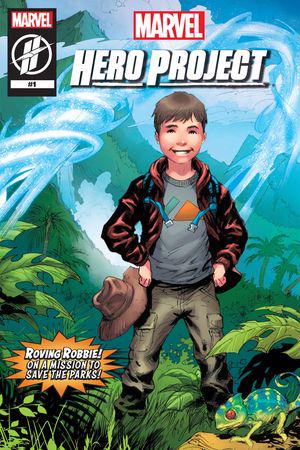 MARVEL
H
#1
MARVEL
HERO PROJECT
ROVING ROBBIE!
ON A MISSION TO
SAVE THE PARKS!